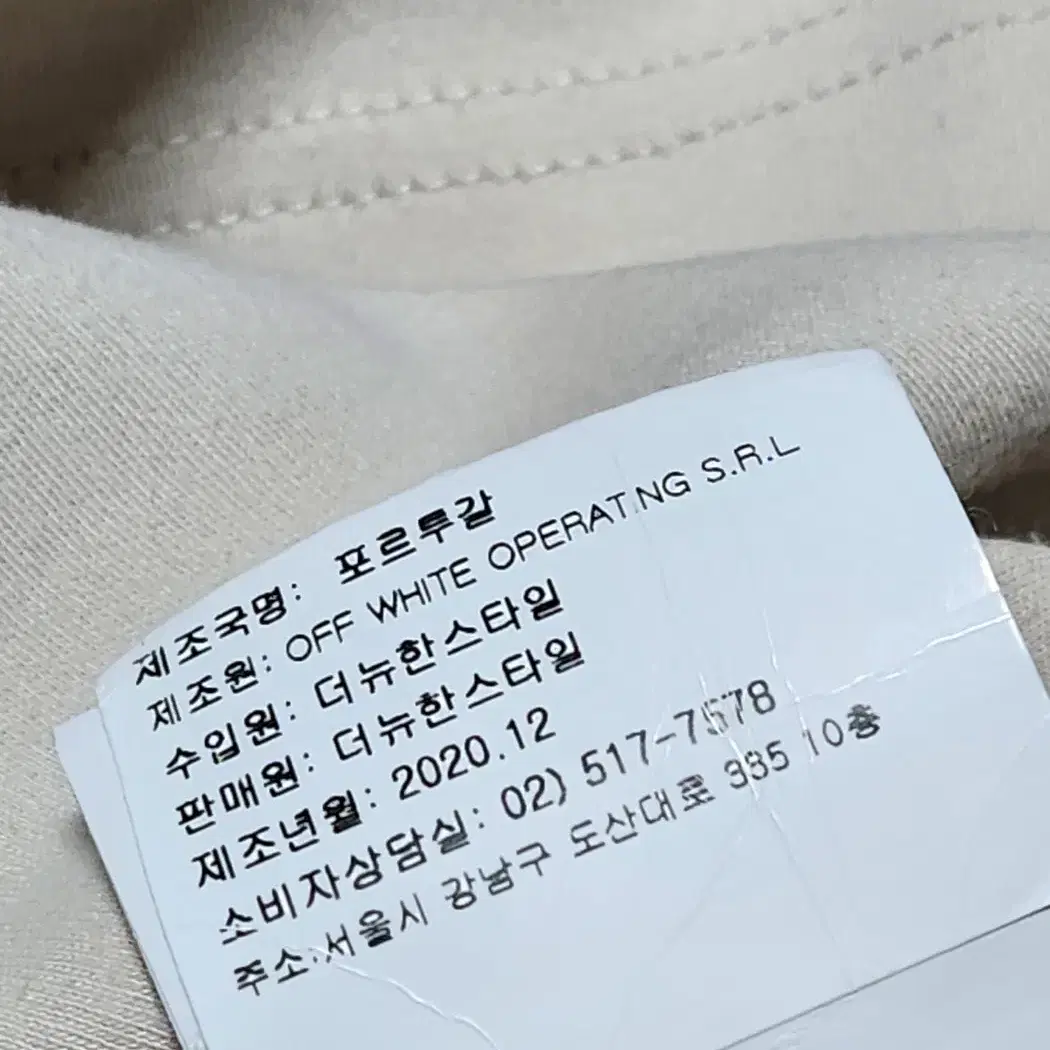 제조국명: 포르투갈
제조원: OFF WHITE OPERATING S.R.L
수입원: 더뉴한스타일
판매원: 더뉴한스타일
제조년월: 2020.12
소비자상담실: 02) 517-7578
주소:서울시 강남구 도산대로 335 10층